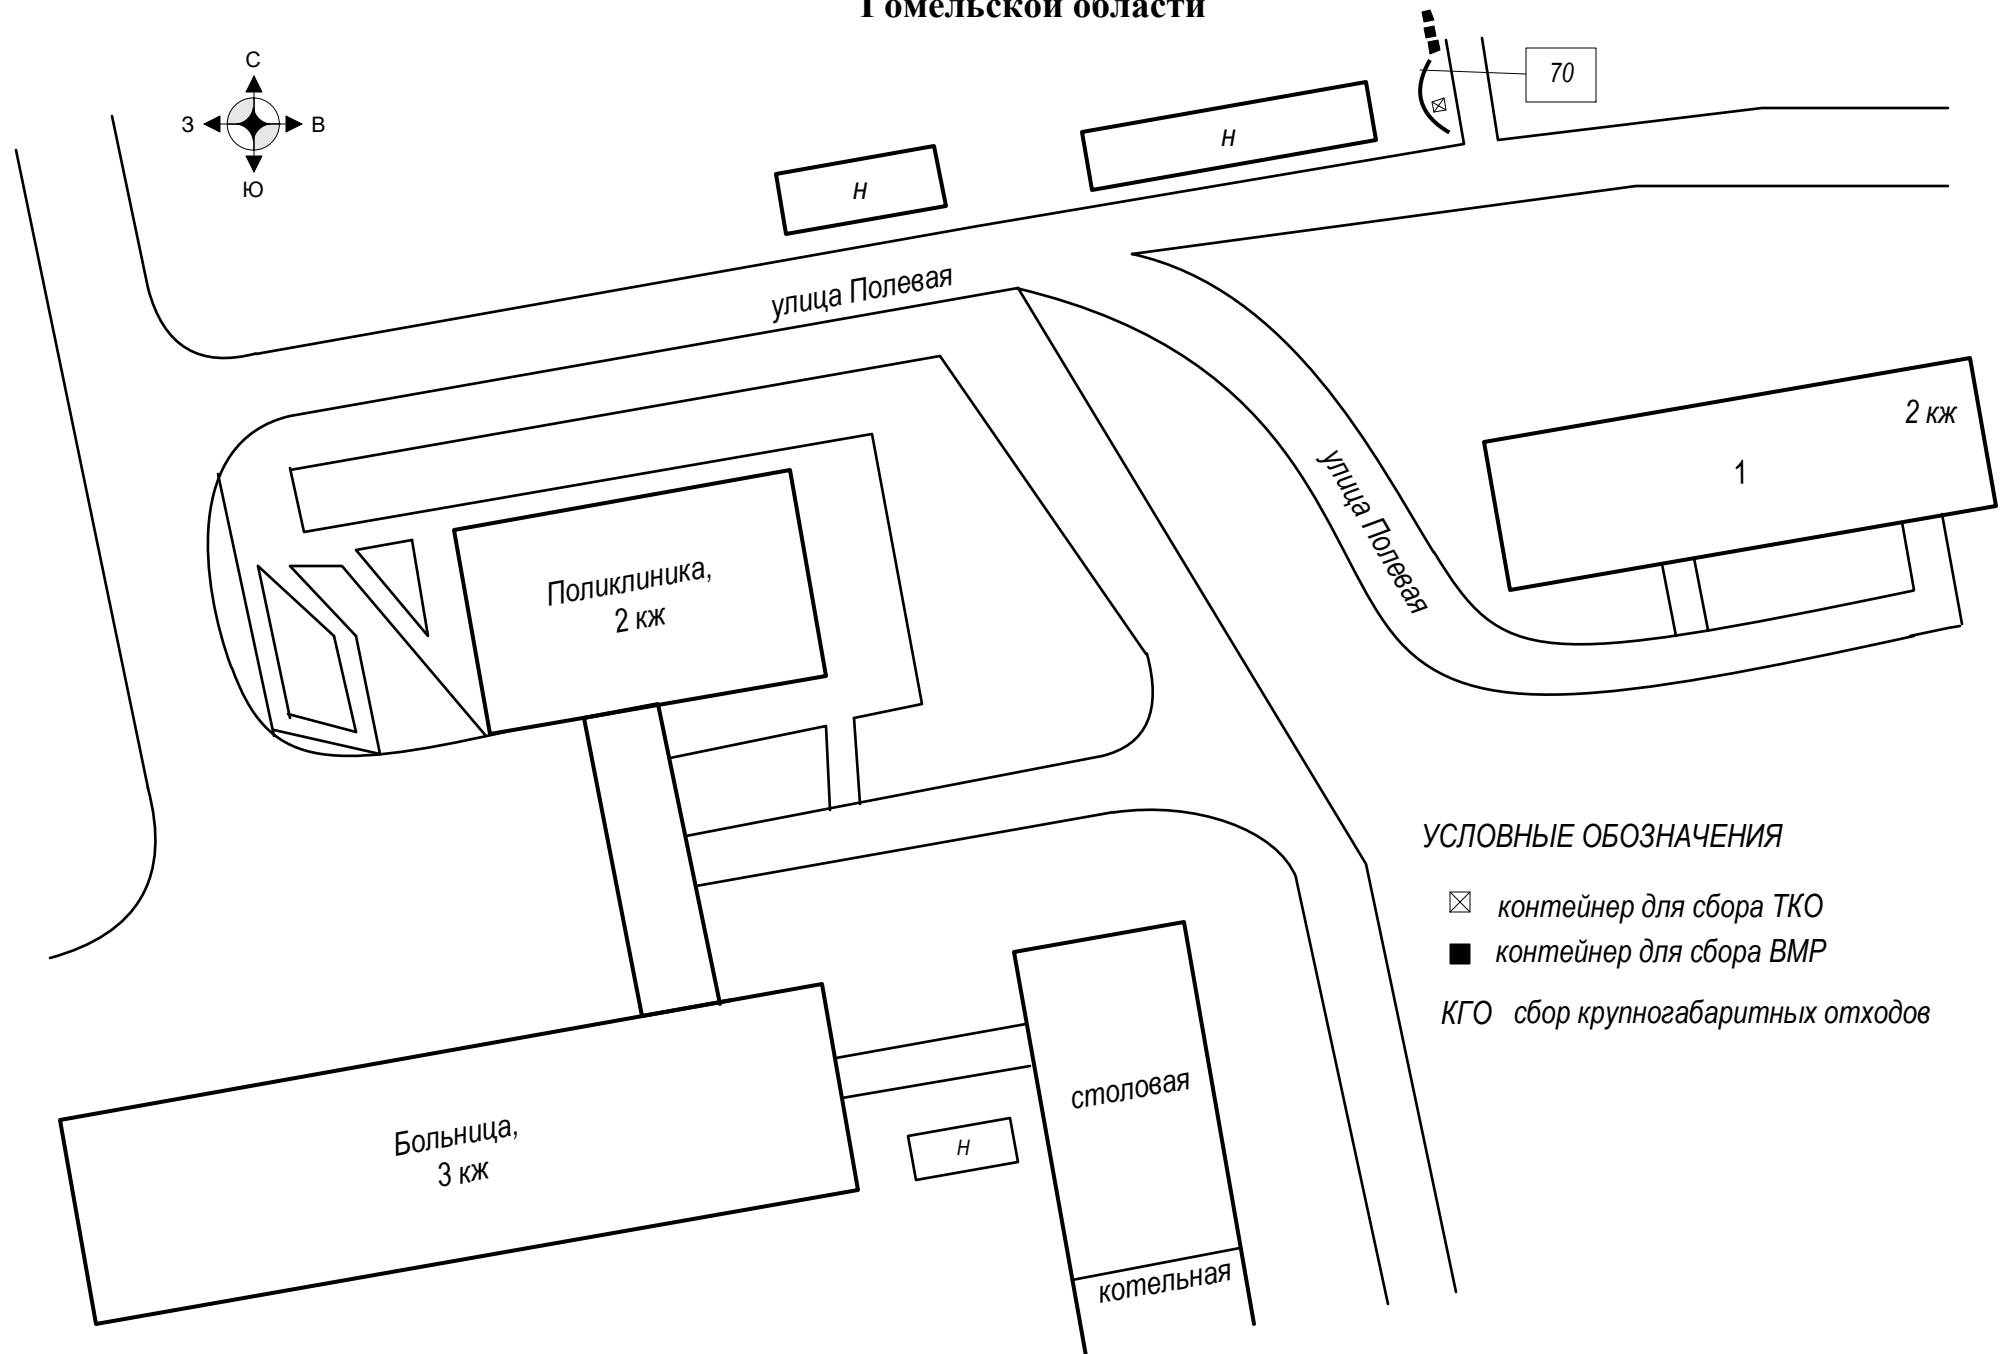 Гомельской области
С
З
В
Ю
70
н
н
улица Полевая
2 кж
1
улица Полевая
Поликлиника,
2 кж
УСЛОВНЫЕ ОБОЗНАЧЕНИЯ
контейнер для сбора ТКО
контейнер для сбора ВМР
КГО сбор крупногабаритных отходов
столовая
Больница,
3 кж
Н
котельная